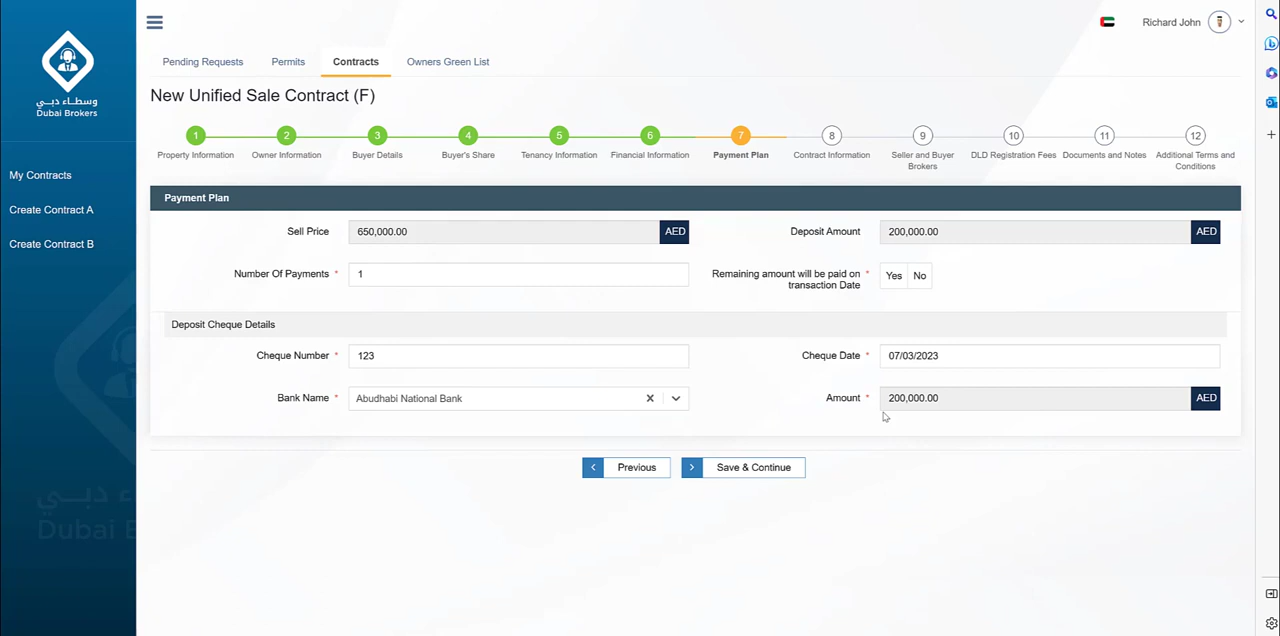 وسطاء دبي
Dubai Brokers
My Contracts
Create Contract A
Create Contract B
دبي
Dubai B
Richard John
Pending Requests
Permits
Contracts
Owners Green List
New Unified Sale Contract (F)
1
2
3
4
5
6
7
8
9
10
11
12
Property Information
Owner Information
Buyer Details
Buyer's Share
Tenancy Information
Financial Information
Payment Plan
Contract Information
Seller and Buyer
Brokers
DLD Registration Fees
Documents and Notes
Additional Terms and
Conditions
Payment Plan
Sell Price
650,000.00
AED
Deposit Amount
200,000.00
AED
Number Of Payments *
1
Remaining amount will be paid on *
transaction Date
Yes
No
Deposit Cheque Details
Cheque Number *
123
Cheque Date *
07/03/2023
Bank Name *
Abudhabi National Bank
Amount *
200,000.00
AED
Previous
Save & Continue